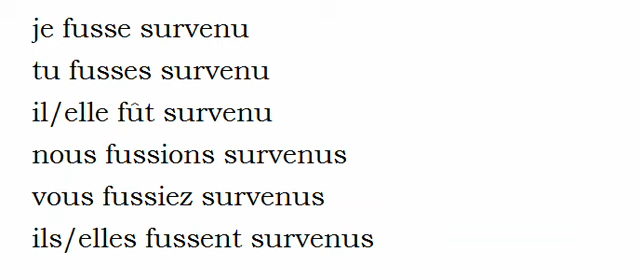 je fusse survenu
tu fusses survenu
il/elle fût survenu
nous fussions survenus
vous fussiez survenus
ils/elles fussent survenus